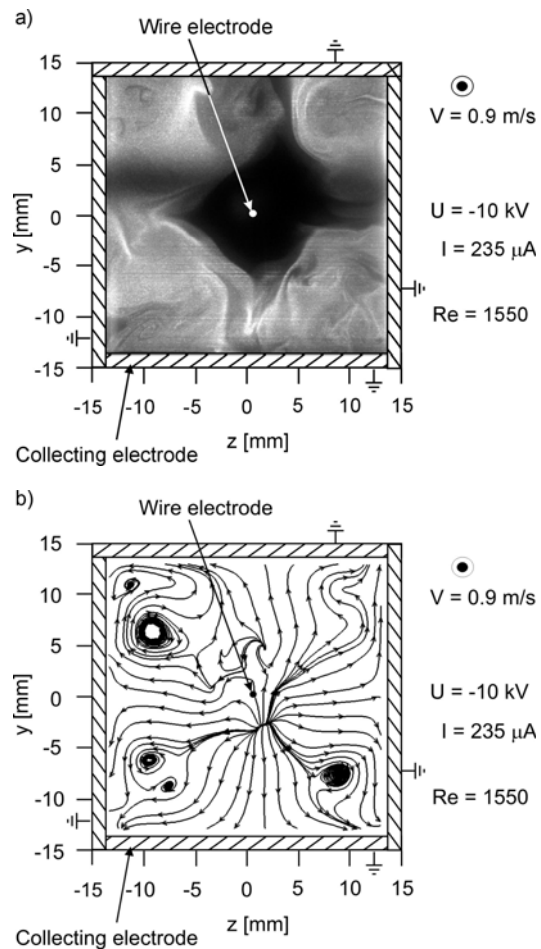 a)
Wire electrode
15
10
5
0
-5
-10
-15
y [mm]
-15 -10 -5 0 5 10 15
z [mm]
Collecting electrode
V = 0.9 m/s
U = -10 kV
I = 235 μA
Re = 1550
b)
Wire electrode
15
10
5
0
-5
-10
-15
y [mm]
-15 -10 -5 0 5 10 15
z [mm]
Collecting electrode
V = 0.9 m/s
U = -10 kV
I = 235 μA
Re = 1550